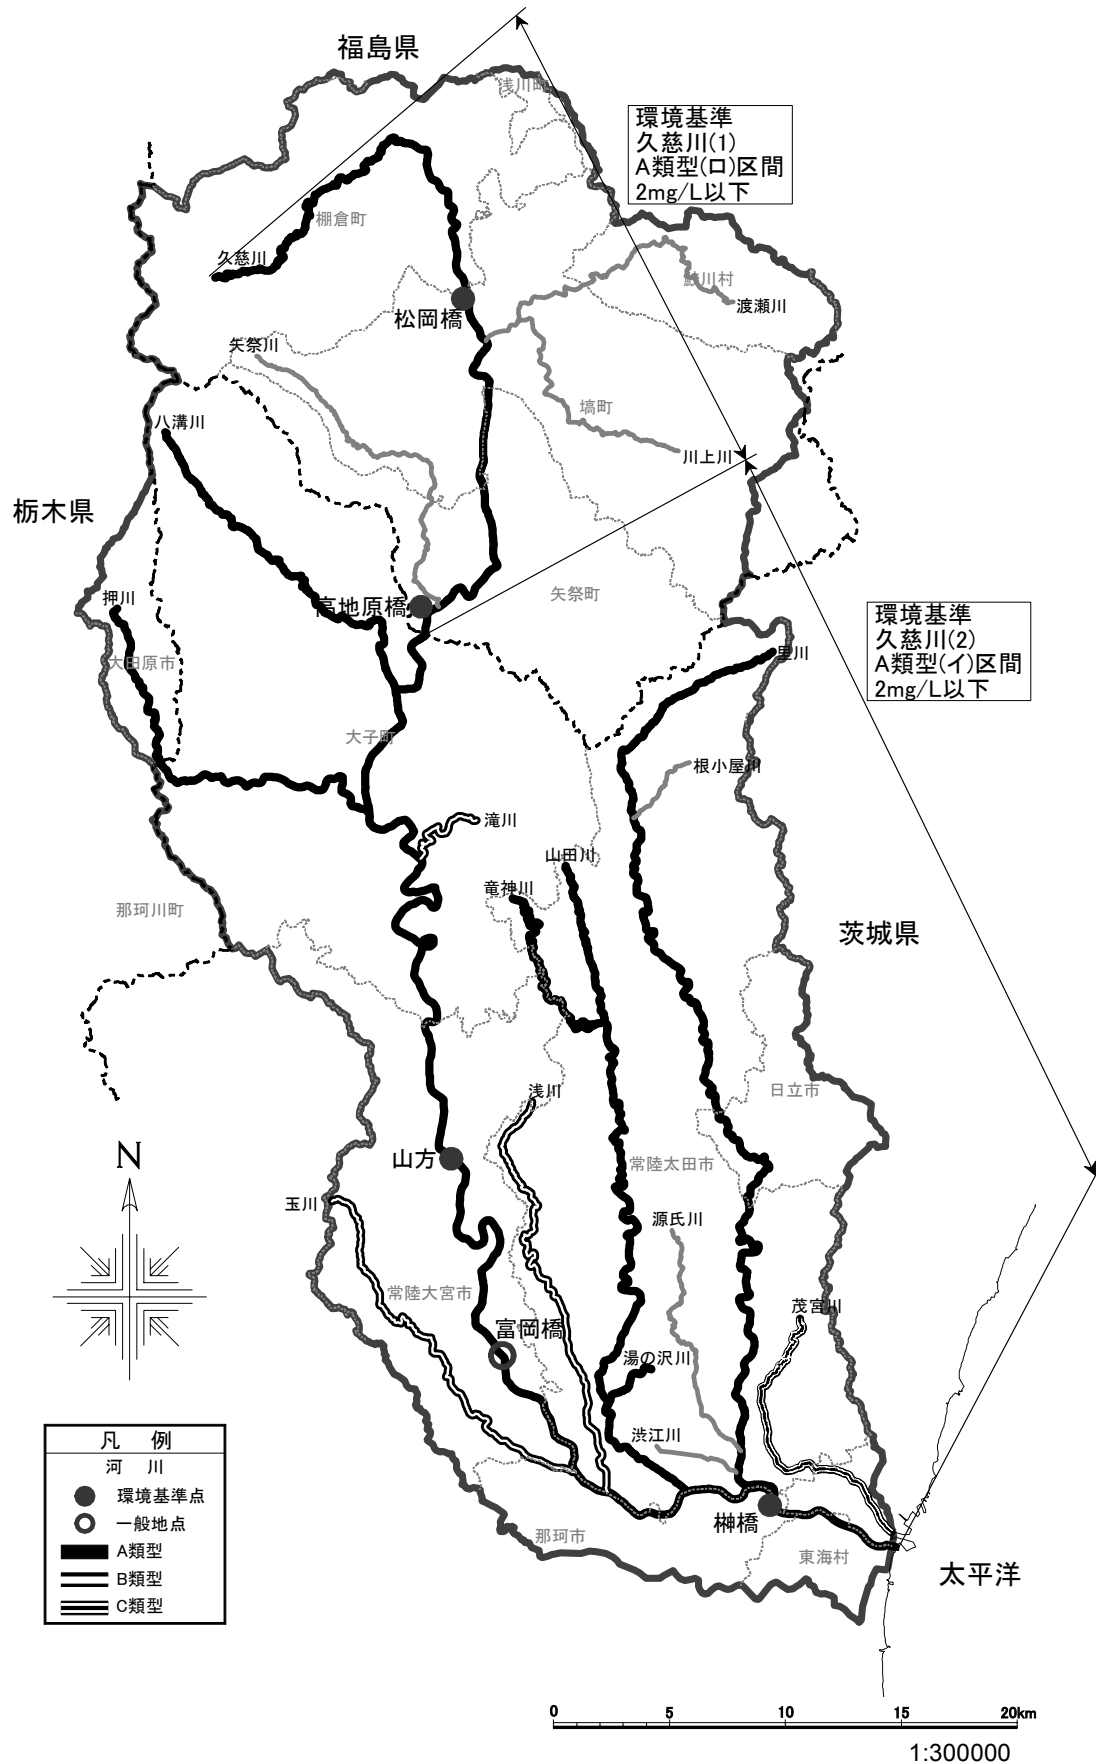 福島県
浅川町
環境基準
久慈川(1)
A類型(ロ)区間
2mg/L以下
棚倉町
久慈川
鮫川村
渡瀬川
松岡橋
矢祭川
塙町
八溝川
川上川
栃木県
押川
高地原橋
矢祭町
環境基準
久慈川(2)
A類型(イ)区間
2mg/L以下
大田原市
里川
大子町
根小屋川
滝川
山田川
竜神川
那珂川町
茨城県
日立市
浅川
N
山方
常陸太田市
玉川
源氏川
常陸大宮市
茂宮川
富岡橋
湯の沢川
渋江川
凡 例
河 川
環境基準点
一般地点
A類型
B類型
C類型
榊橋
那珂市
東海村
太平洋
0 5 10 15 20km
1:300000